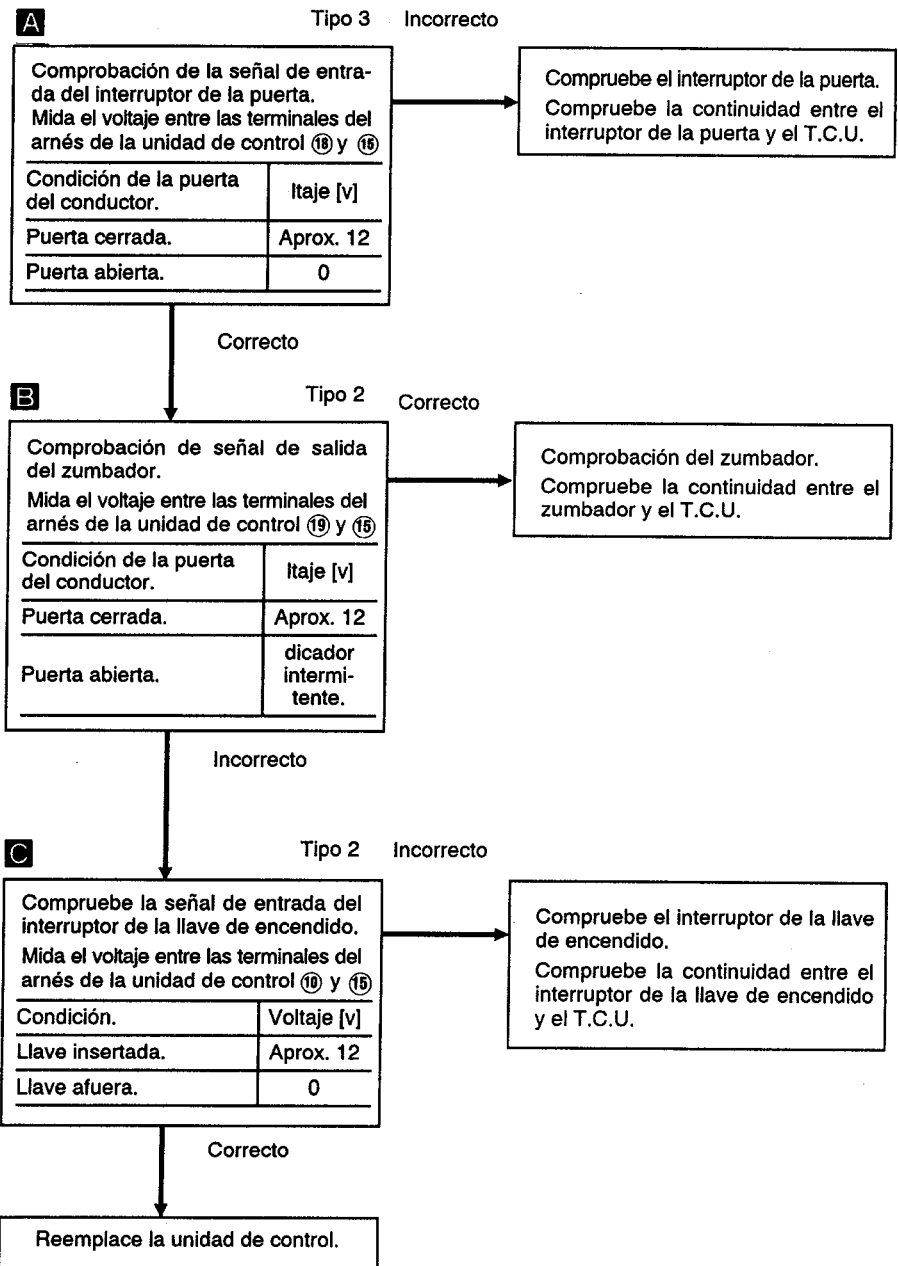 A
Tipo 3 Incorrecto
Comprobación de la señal de entra-
da del interruptor de la puerta.
Mida el voltaje entre las terminales del
arnés de la unidad de control ⑱ y ⑮
Condición de la puerta
del conductor.
ltaje [v]
Puerta cerrada. Aprox. 12
Puerta abierta. 0
Compruebe el interruptor de la puerta.
Compruebe la continuidad entre el
interruptor de la puerta y el T.C.U.
Correcto
B
Tipo 2 Correcto
Comprobación de señal de salida
del zumbador.
Mida el voltaje entre las terminales del
arnés de la unidad de control ⑲ y ⑮
Condición de la puerta
del conductor.
ltaje [v]
Puerta cerrada. Aprox. 12
Puerta abierta.
dicador
intermi-
tente.
Comprobación del zumbador.
Compruebe la continuidad entre el
zumbador y el T.C.U.
Incorrecto
C
Tipo 2 Incorrecto
Compruebe la señal de entrada del
interruptor de la llave de encendido.
Mida el voltaje entre las terminales del
arnés de la unidad de control ⑩ y ⑮
Condición. Voltaje [v]
Llave insertada. Aprox. 12
Llave afuera. 0
Compruebe el interruptor de la llave
de encendido.
Compruebe la continuidad entre el
interruptor de la llave de encendido
y el T.C.U.
Correcto
Reemplace la unidad de control.